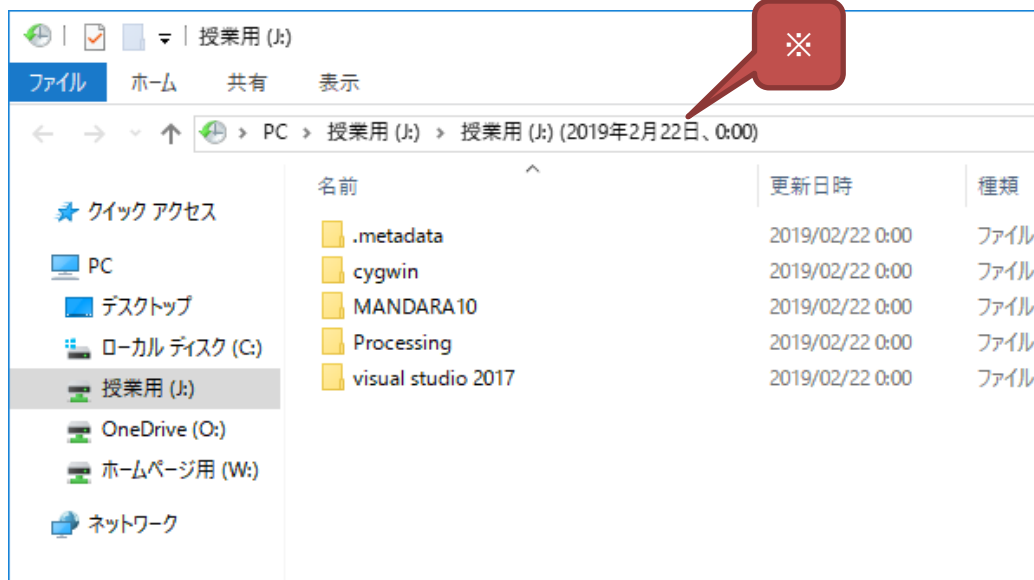 授業用 (J:)
※
ファイル ホーム 共有 表示
PC › 授業用 (J:) › 授業用 (J:) (2019年2月22日、0:00)
名前 更新日時 種類
クイック アクセス
PC
デスクトップ
ローカル ディスク (C:)
授業用 (J:)
OneDrive (O:)
ホームページ用 (W:)
ネットワーク
.metadata 2019/02/22 0:00 ファイル
cygwin 2019/02/22 0:00 ファイル
MANDARA10 2019/02/22 0:00 ファイル
Processing 2019/02/22 0:00 ファイル
visual studio 2017 2019/02/22 0:00 ファイル